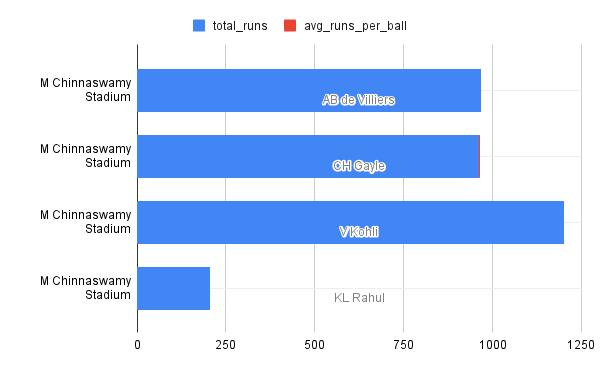 total_runs avg_runs_per_ball
M Chinnaswamy
Stadium
AB de Villiers
M Chinnaswamy
Stadium
CH Gayle
M Chinnaswamy
Stadium
V Kohli
M Chinnaswamy
Stadium
KL Rahul
0 250 500 750 1000 1250